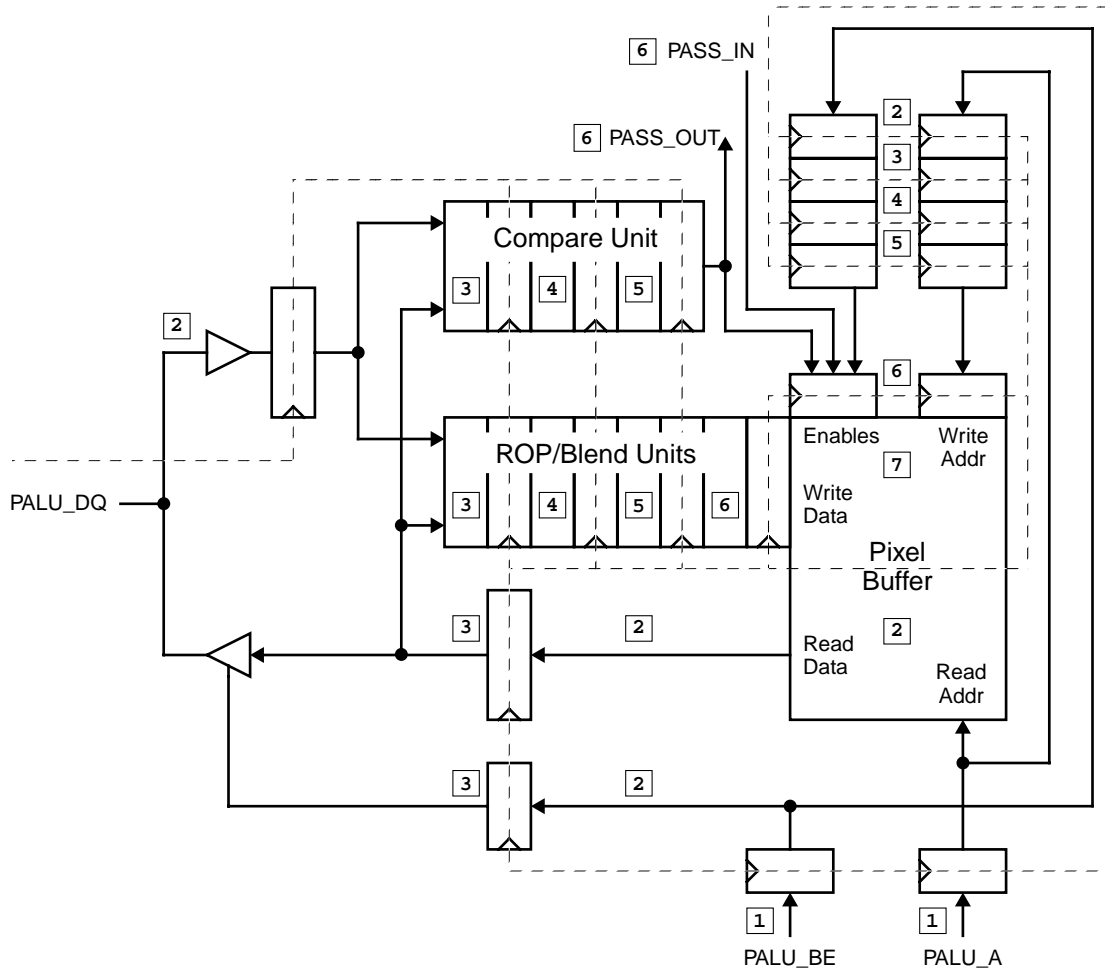 6 PASS_IN
2
6 PASS_OUT
3
4
Compare Unit
5
3 4 5
2
6
Enables Write
Addr
ROP/Blend Units
7
3 4 5 6
Write
Data
PALU_DQ
Pixel
Buffer
3 2
2
Read
Data
Read
Addr
3 2
1 1
PALU_BE PALU_A